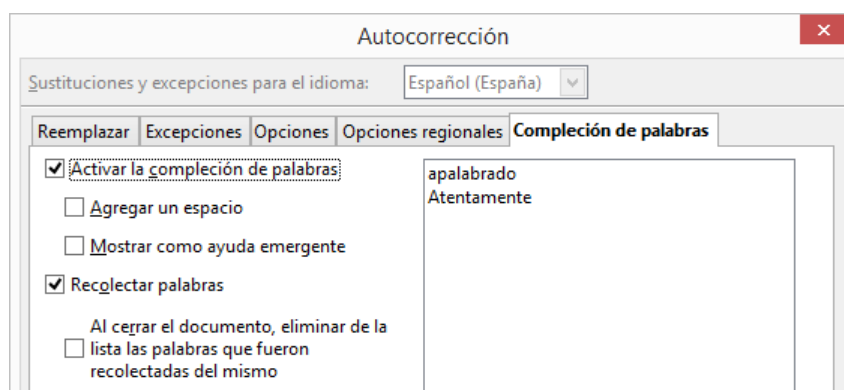 Autocorrección
Sustituciones y excepciones para el idioma: Español (España)
Reemplazar Excepciones Opciones Opciones regionales Compleción de palabras
Activar la compleción de palabras
Agregar un espacio
Mostrar como ayuda emergente
Recolectar palabras
Al cerrar el documento, eliminar de la
lista las palabras que fueron
recolectadas del mismo
apalabrado
Atentamente